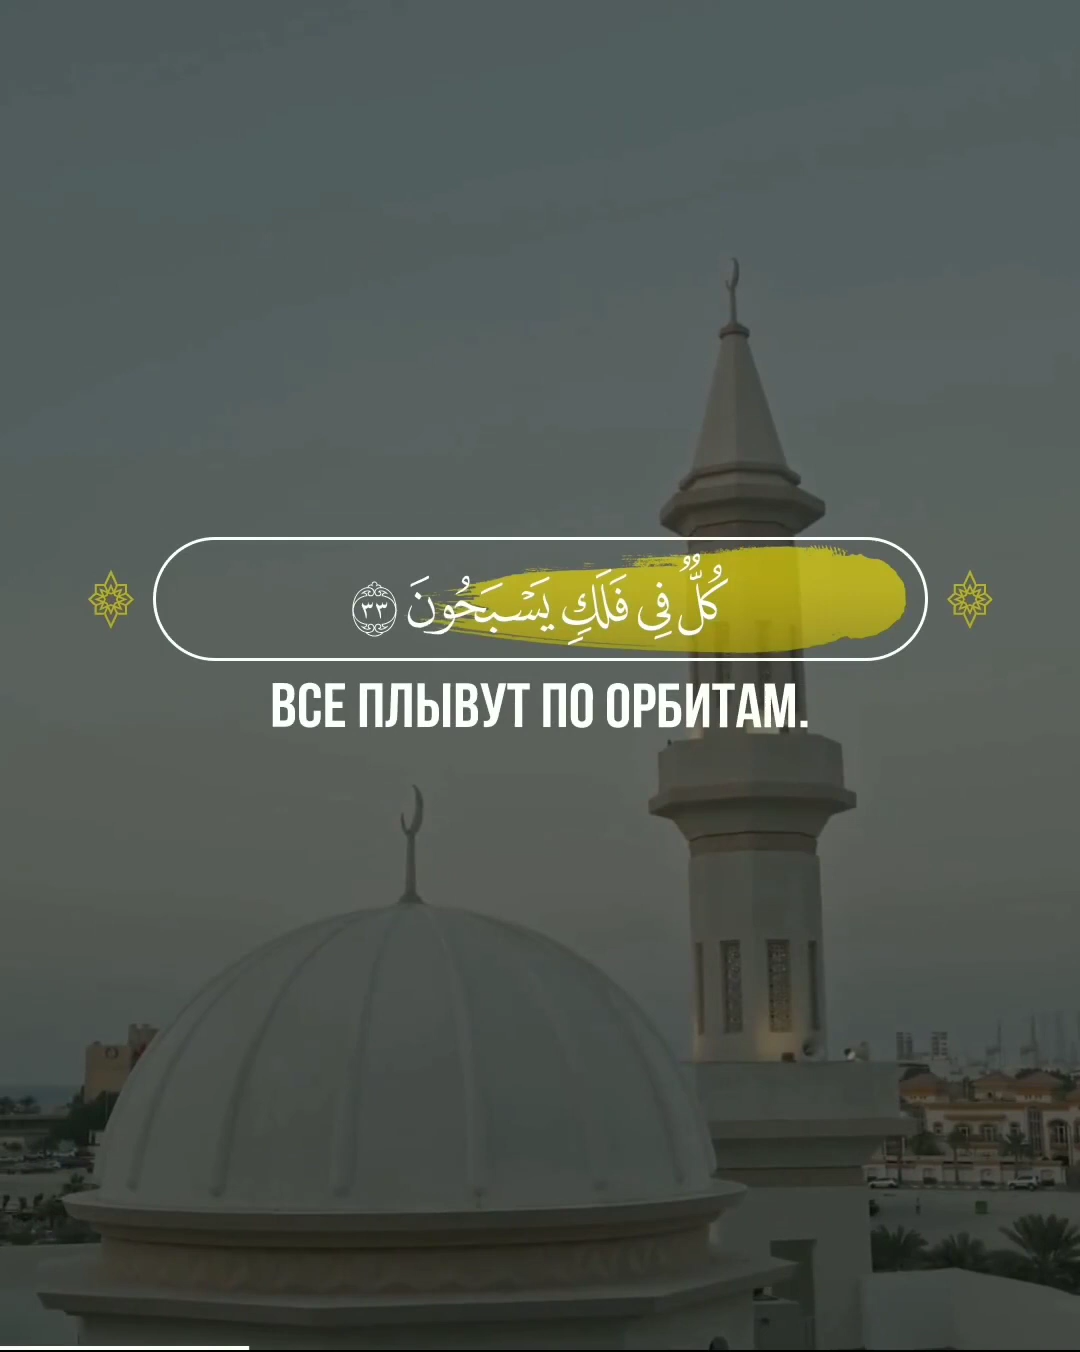 كُلٌّ فِي فَلَكٍ يَسْبَحُونَ ٣٣
ВСЕ ПЛЫВУТ ПО ОРБИТАМ.